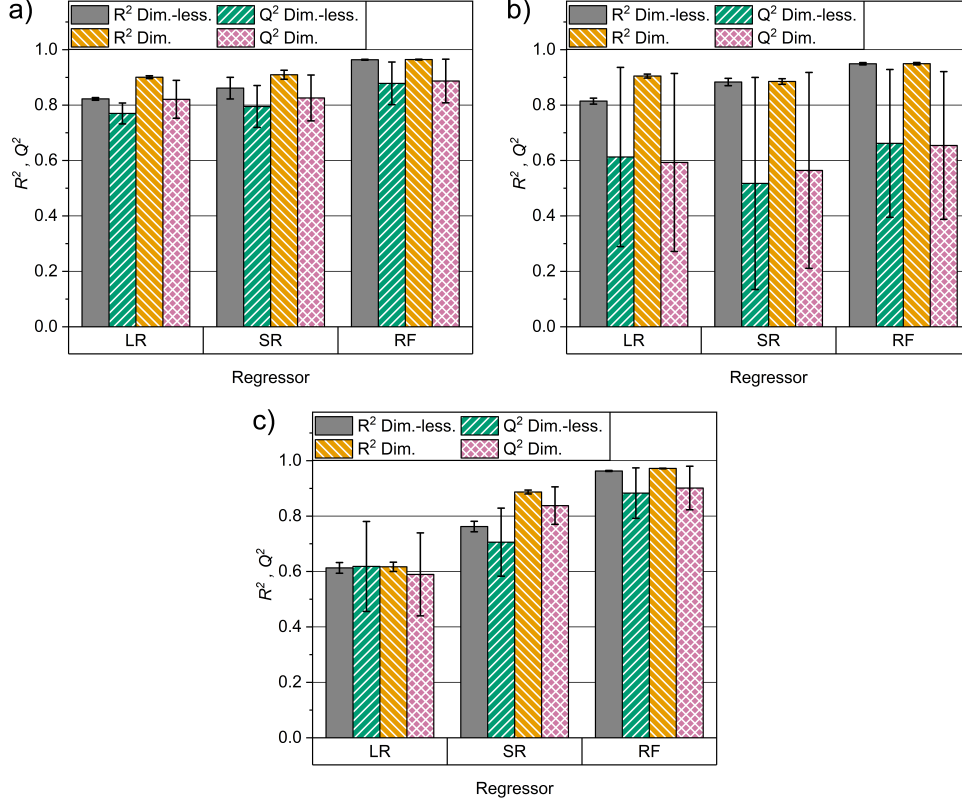 a)
R² Dim.-less. Q² Dim.-less.
R² Dim. Q² Dim.
1.0
0.8
0.6
0.4
0.2
0.0
R², Q²
LR SR RF
Regressor
b)
R² Dim.-less. Q² Dim.-less.
R² Dim. Q² Dim.
1.0
0.8
0.6
0.4
0.2
0.0
R², Q²
LR SR RF
Regressor
c)
R² Dim.-less. Q² Dim.-less.
R² Dim. Q² Dim.
1.0
0.8
0.6
0.4
0.2
0.0
R², Q²
LR SR RF
Regressor